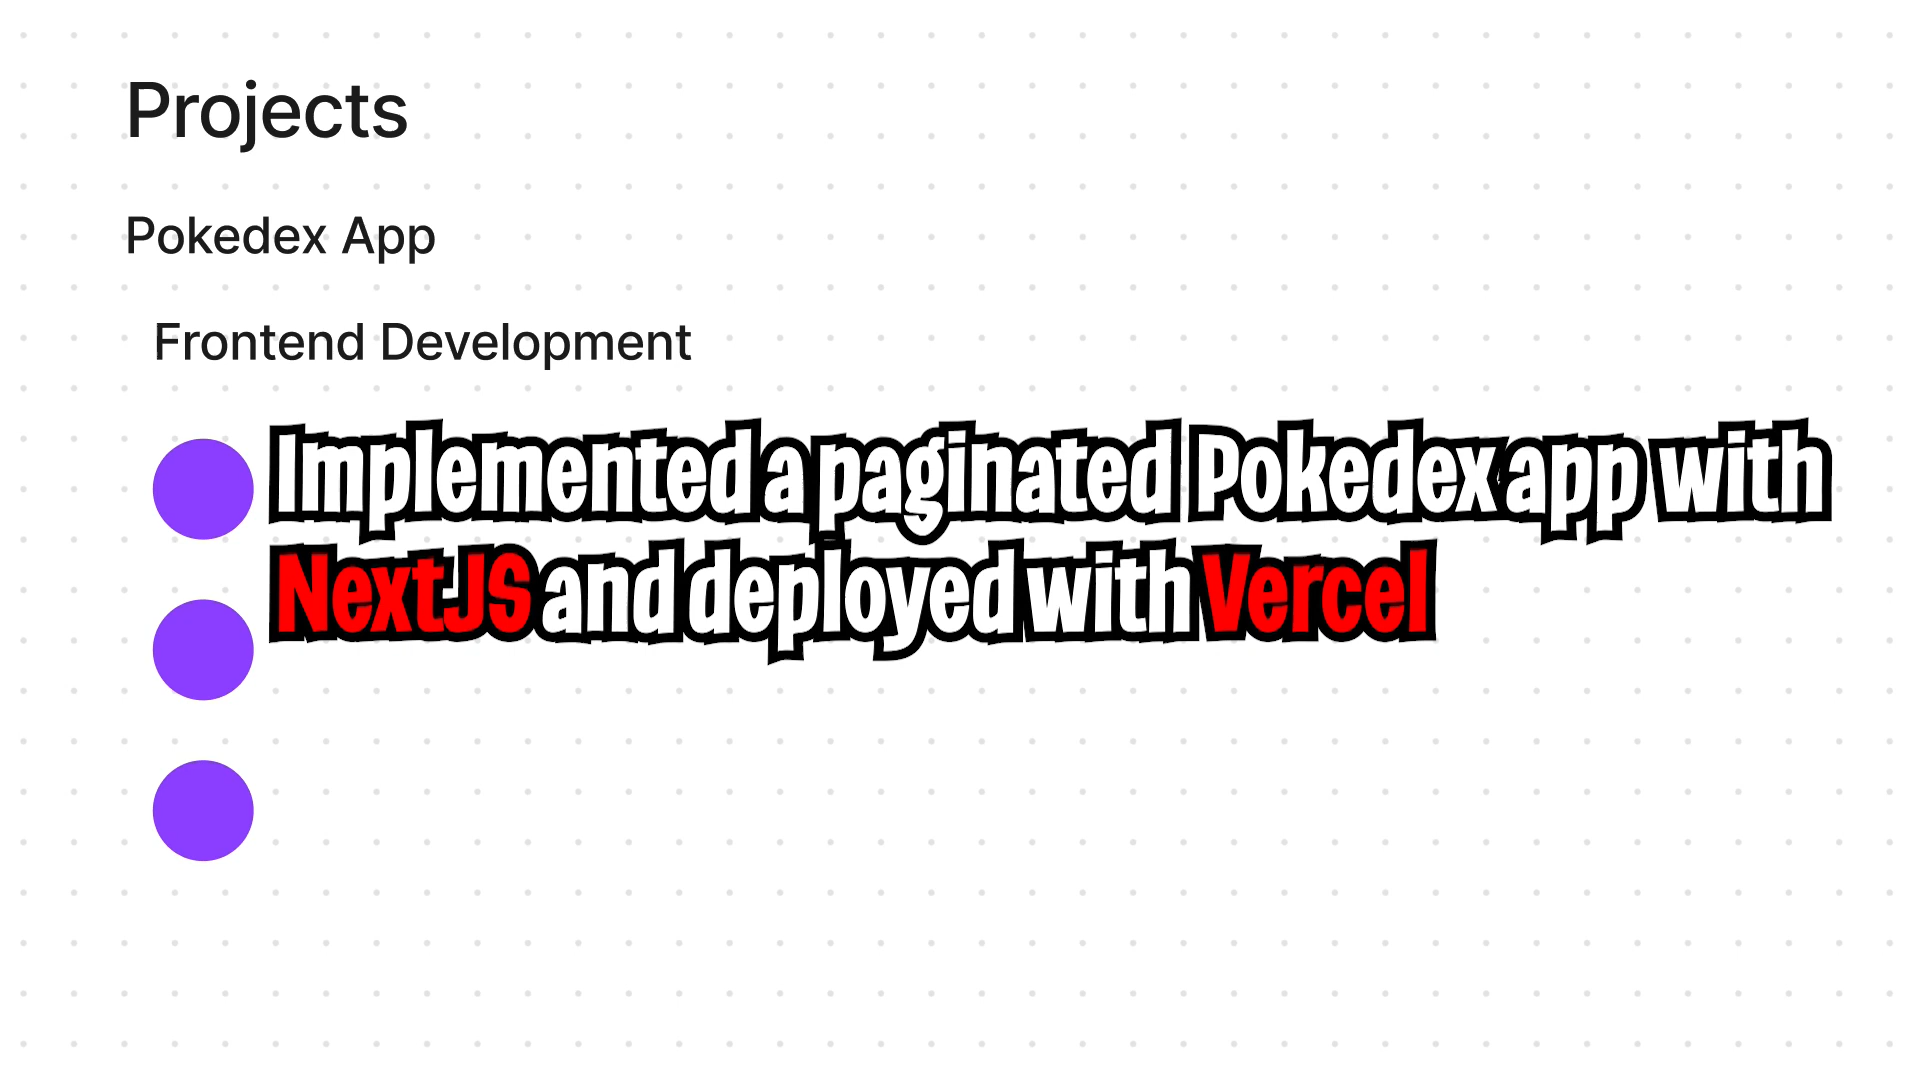 Projects
Pokedex App
Frontend Development
Implemented a paginated Pokedex app with
NextJS and deployed with Vercel